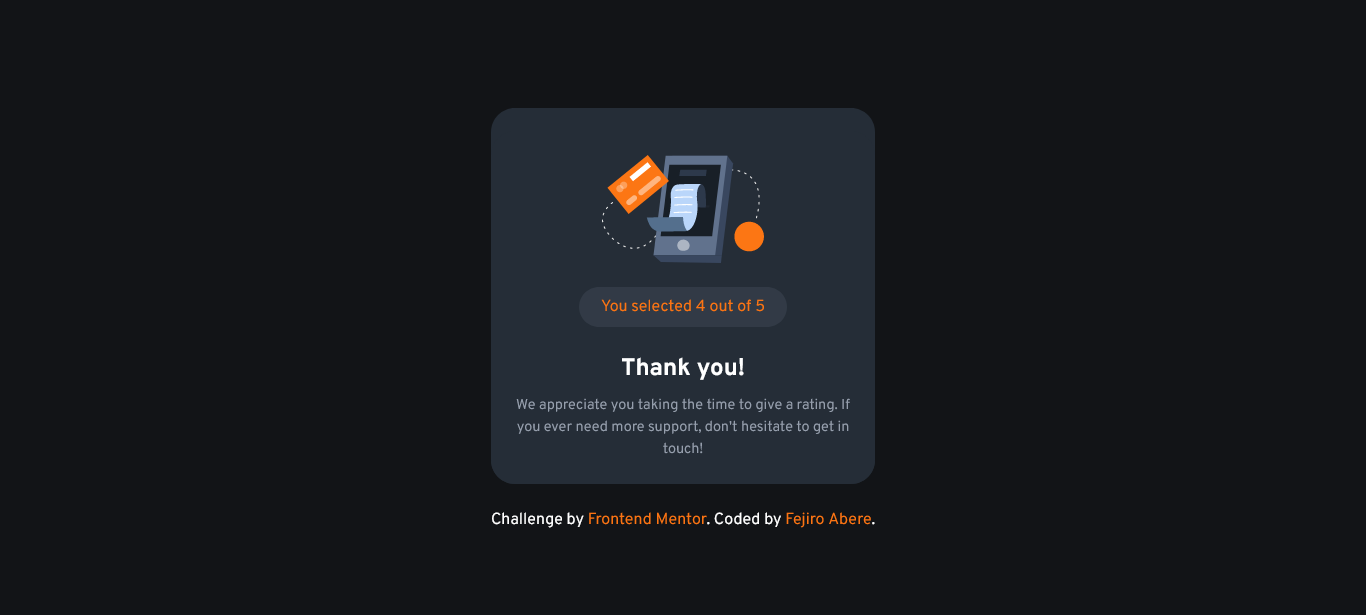 You selected 4 out of 5
Thank you!
We appreciate you taking the time to give a rating. If
you ever need more support, don't hesitate to get in
touch!
Challenge by Frontend Mentor. Coded by Fejiro Abere.